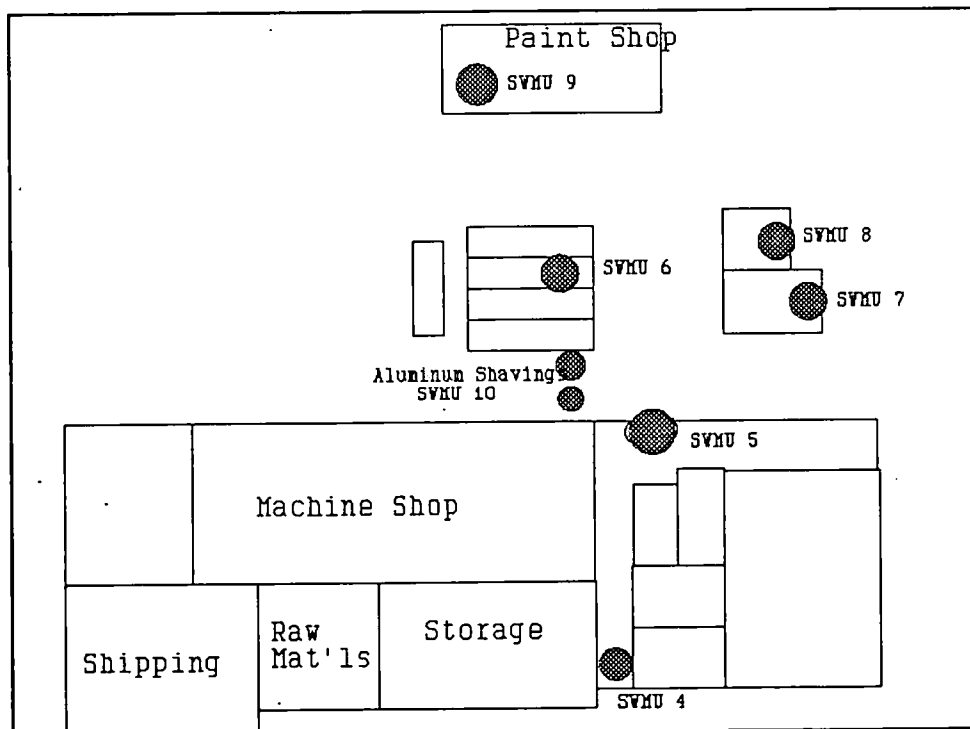 Paint Shop
SWMU 9
SWMU 8
SWMU 6
SWMU 7
Aluminum Shavings
SWMU 10
SWMU 5
Machine Shop
Raw
Mat'ls
Storage
Shipping
SWMU 4